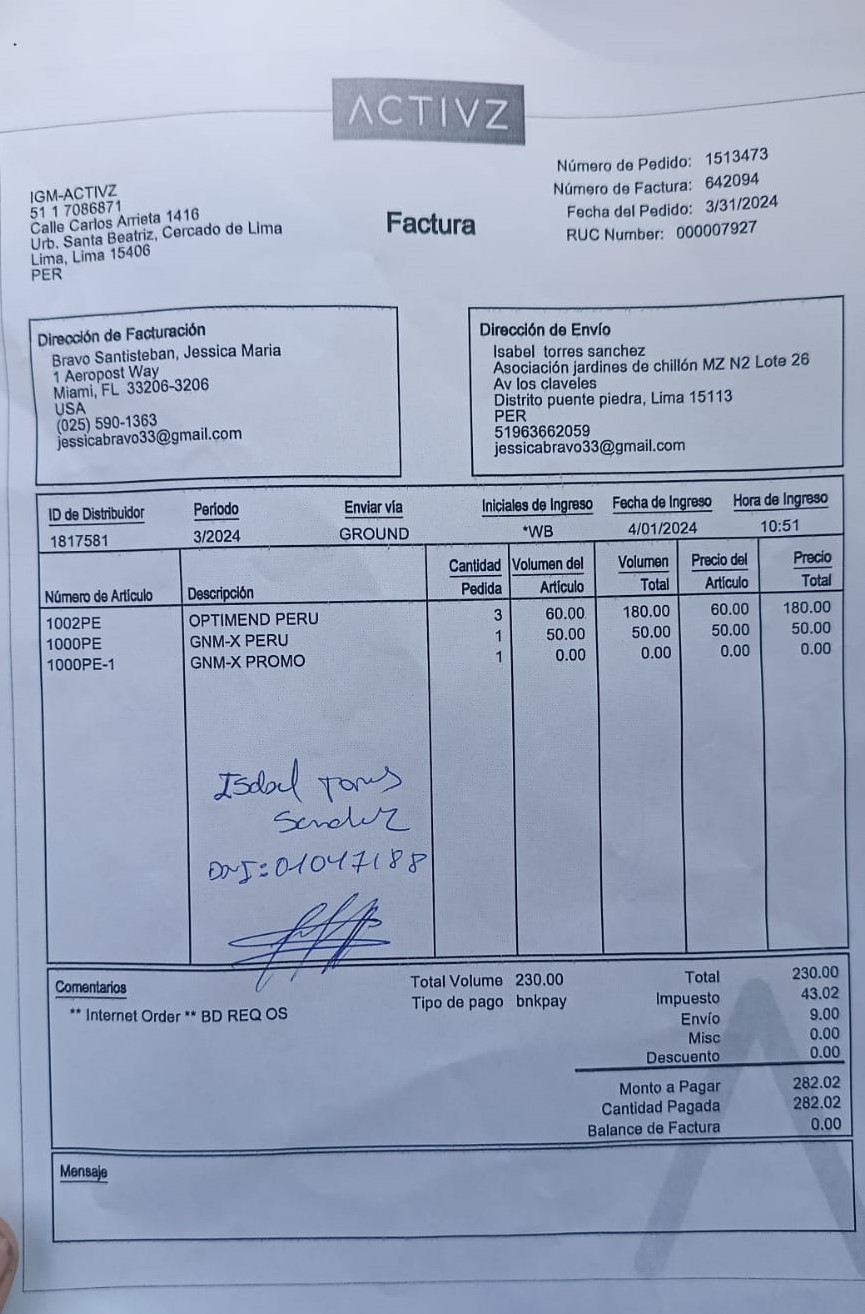 ACTIVZ
IGM-ACTIVZ
51 1 7086871
Calle Carlos Arrieta 1416
Urb. Santa Beatriz, Cercado de Lima
Lima, Lima 15406
PER
Factura
Número de Pedido: 1513473
Número de Factura: 642094
Fecha del Pedido: 3/31/2024
RUC Number: 000007927
Dirección de Facturación
Bravo Santisteban, Jessica Maria
1 Aeropost Way
Miami, FL 33206-3206
USA
(025) 590-1363
jessicabravo33@gmail.com
Dirección de Envío
Isabel torres sanchez
Asociación jardines de chillón MZ N2 Lote 26
Av los claveles
Distrito puente piedra, Lima 15113
PER
51963662059
jessicabravo33@gmail.com
ID de Distribuidor Período Enviar vía Iniciales de Ingreso Fecha de Ingreso Hora de Ingreso
1817581 3/2024 GROUND *WB 4/01/2024 10:51
Número de Artículo Descripción Cantidad Pedida Volumen del Artículo Volumen Total Precio del Artículo Precio Total
1002PE OPTIMEND PERU 3 60.00 180.00 60.00 180.00
1000PE GNM-X PERU 1 50.00 50.00 50.00 50.00
1000PE-1 GNM-X PROMO 1 0.00 0.00 0.00 0.00
DNI: 01047188
Comentarios
** Internet Order ** BD REQ OS
Total Volume 230.00
Tipo de pago bnkpay
Total 230.00
Impuesto 43.02
Envío 9.00
Misc 0.00
Descuento 0.00
Monto a Pagar 282.02
Cantidad Pagada 282.02
Balance de Factura 0.00
Mensaje